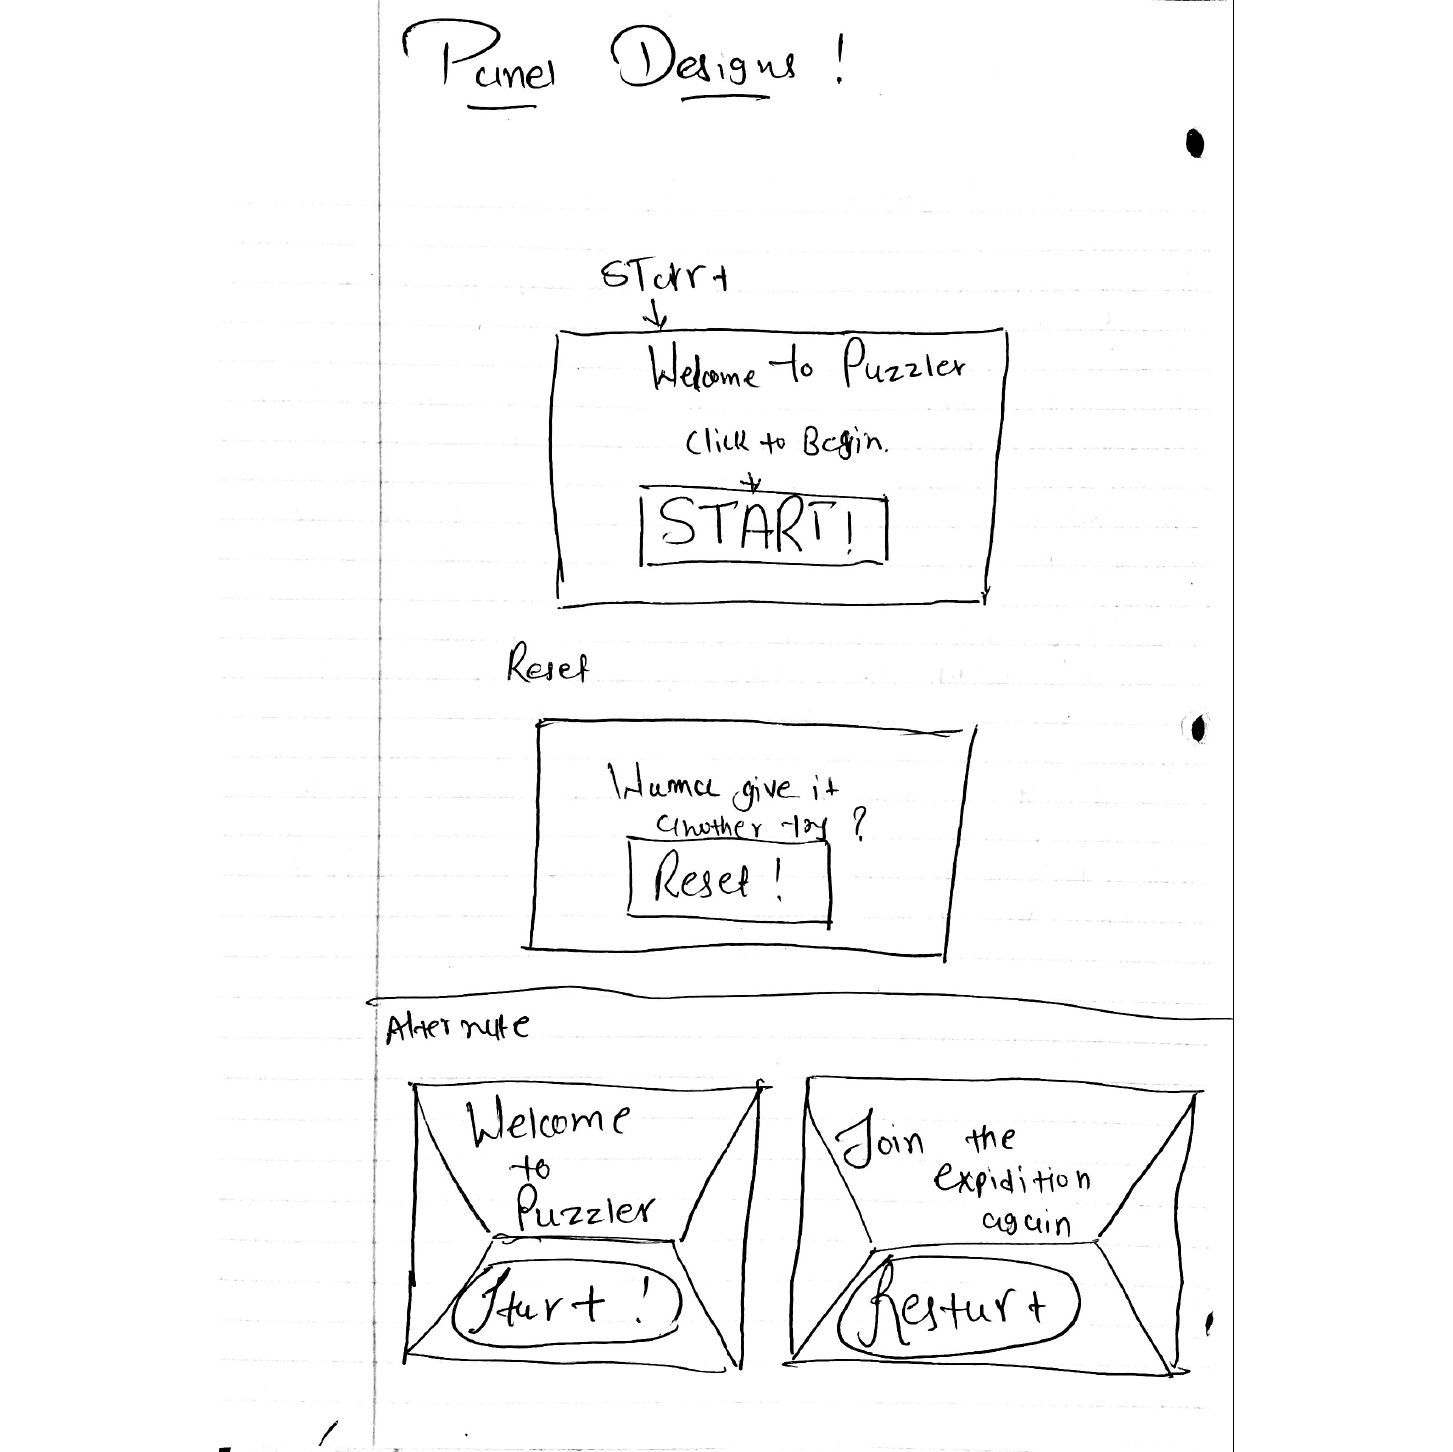 Panel Designs!
START
Welcome to Puzzler
Click to Begin.
START!
Reset
Wanna give it
another try?
Reset!
Alternate
Welcome
to
Puzzler
Start!
Join the
expidition
again
Restart